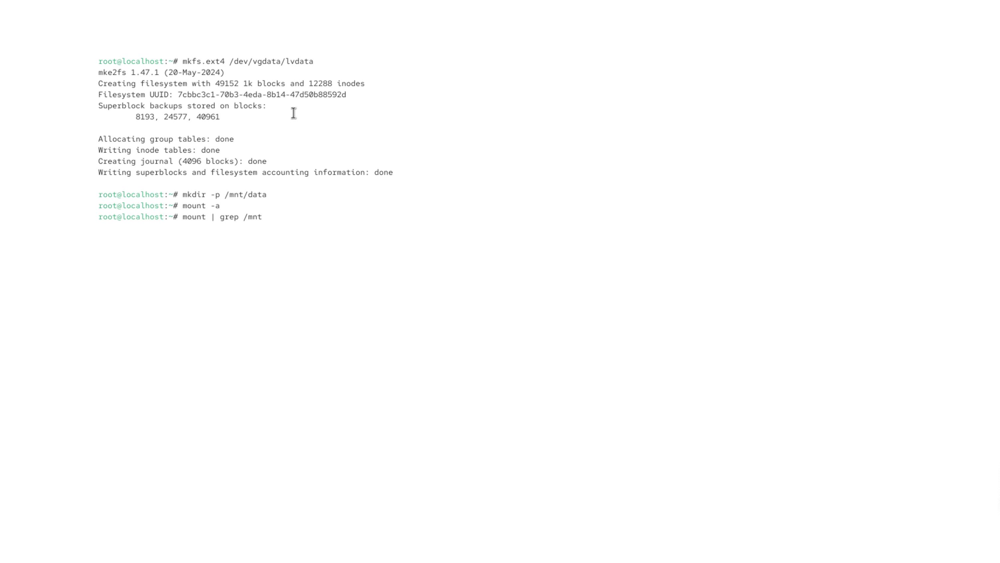 root@localhost:~# mkfs.ext4 /dev/vgdata/lvdata
mke2fs 1.47.1 (20-May-2024)
Creating filesystem with 49152 1k blocks and 12288 inodes
Filesystem UUID: 7cbbc3c1-70b3-4eda-8b14-47d50b88592d
Superblock backups stored on blocks:
        8193, 24577, 40961

Allocating group tables: done
Writing inode tables: done
Creating journal (4096 blocks): done
Writing superblocks and filesystem accounting information: done

root@localhost:~# mkdir -p /mnt/data
root@localhost:~# mount -a
root@localhost:~# mount | grep /mnt